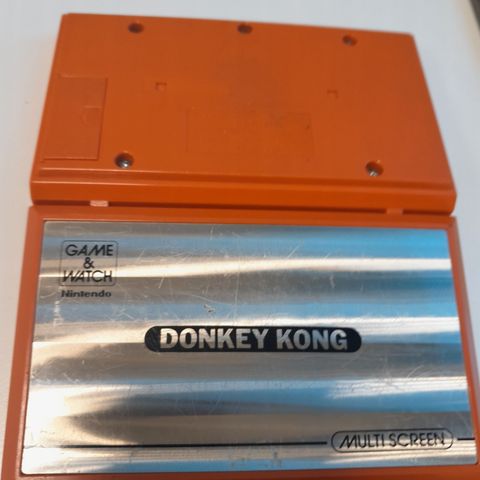 GAME
&
WATCH
Nintendo
DONKEY KONG
MULTI SCREEN